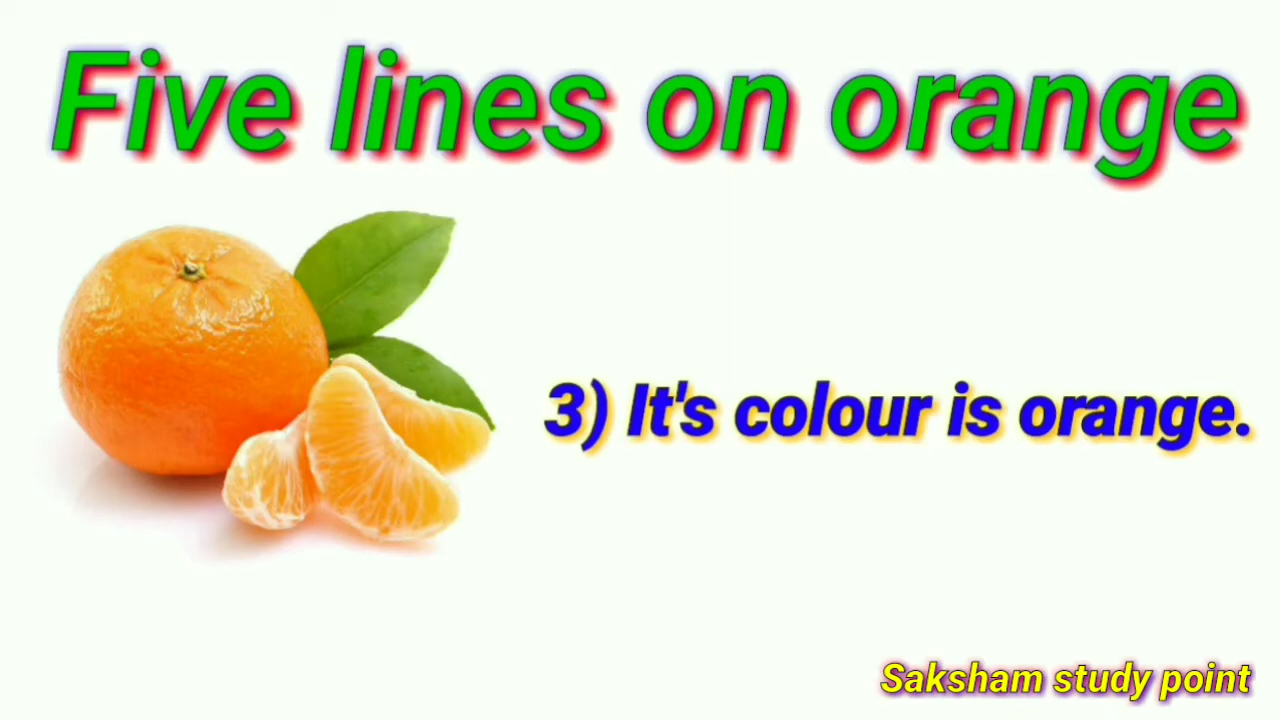 Five lines on orange
3) It's colour is orange.
Saksham study point